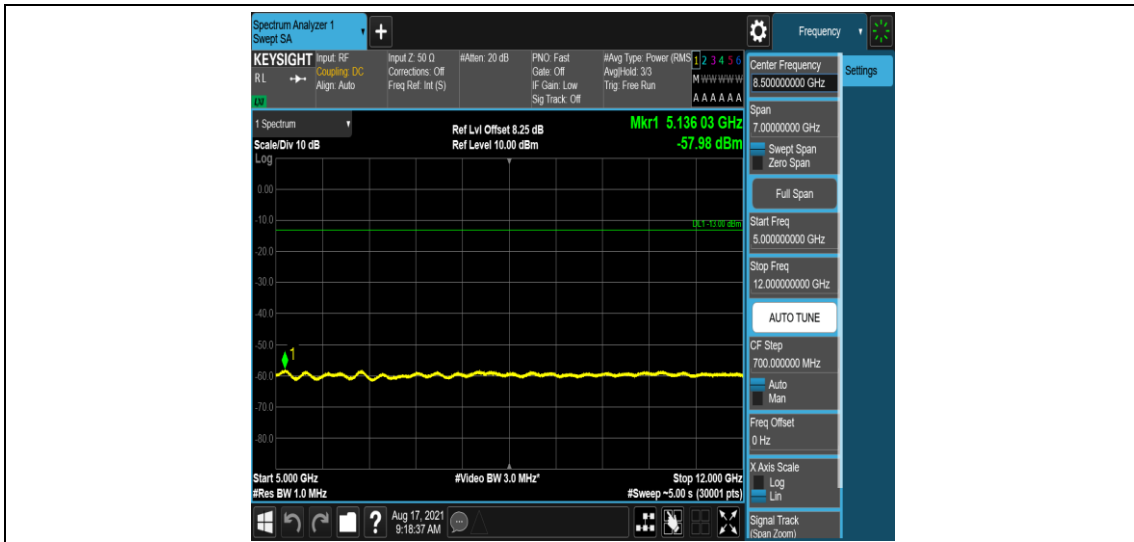 Spectrum Analyzer 1
Swept SA
+
Frequency
KEYSIGHT
RL
LM
Input: RF
Coupling: DC
Align: Auto
Input Z: 50 Ω
Corrections: Off
Freq Ref: Int (S)
#Atten: 20 dB
PNO: Fast
Gate: Off
IF Gain: Low
Sig Track: Off
#Avg Type: Power (RMS
Avg|Hold: 3/3
Trig: Free Run
1 2 3 4 5 6
M W W W W W
A A A A A A
1 Spectrum
Scale/Div 10 dB
Ref Lvl Offset 8.25 dB
Ref Level 10.00 dBm
Mkr1 5.136 03 GHz
-57.98 dBm
Log
0.00
-10.0
DL1 -13.00 dBm
-20.0
-30.0
-40.0
-50.0
1
-60.0
-70.0
-80.0
Start 5.000 GHz
#Video BW 3.0 MHz*
Stop 12.000 GHz
#Res BW 1.0 MHz
#Sweep ~5.00 s (30001 pts)
?
Aug 17, 2021
9:18:37 AM
Center Frequency
8.500000000 GHz
Settings
Span
7.00000000 GHz
Swept Span
Zero Span
Full Span
Start Freq
5.000000000 GHz
Stop Freq
12.000000000 GHz
AUTO TUNE
CF Step
700.000000 MHz
Auto
Man
Freq Offset
0 Hz
X Axis Scale
Log
Lin
Signal Track
(Span Zoom)